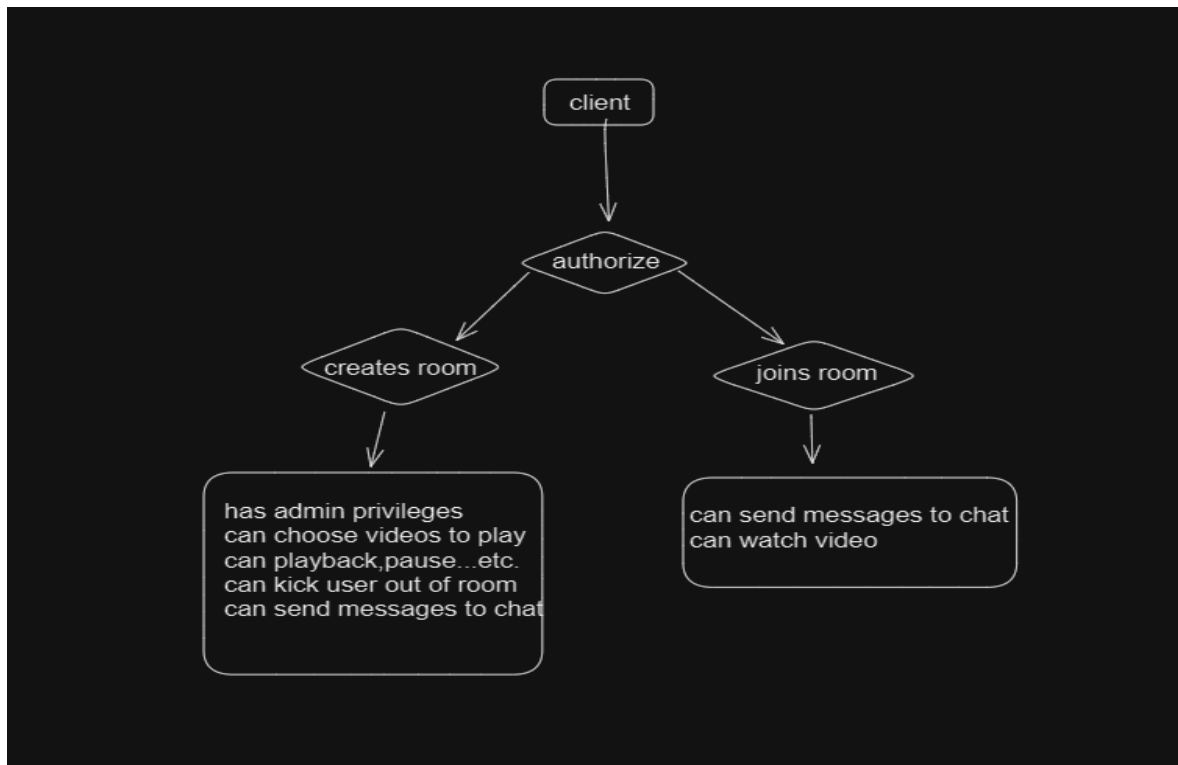 client
authorize
creates room
joins room
has admin privileges
can choose videos to play
can playback,pause...etc.
can kick user out of room
can send messages to chat
can send messages to chat
can watch video